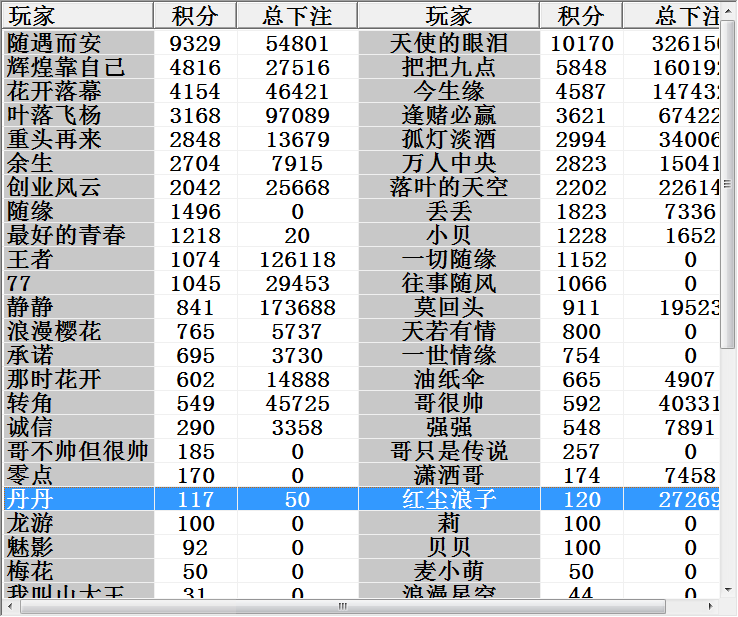 玩家 积分 总下注 玩家 积分 总下注
随遇而安 9329 54801 天使的眼泪 10170 32615
辉煌靠自己 4816 27516 把把九点 5848 16019
花开落幕 4154 46421 今生缘 4587 14743
叶落飞杨 3168 97089 逢赌必赢 3621 67422
重头再来 2848 13679 孤灯淡酒 2994 34006
余生 2704 7915 万人中央 2823 15041
创业风云 2042 25668 落叶的天空 2202 22614
随缘 1496 0 丢丢 1823 7336
最好的青春 1218 20 小贝 1228 1652
王者 1074 126118 一切随缘 1152 0
77 1045 29453 往事随风 1066 0
静静 841 173688 莫回头 911 19523
浪漫樱花 765 5737 天若有情 800 0
承诺 695 3730 一世情缘 754 0
那时花开 602 14888 油纸伞 665 4907
转角 549 45725 哥很帅 592 40331
诚信 290 3358 强强 548 7891
哥不帅但很帅 185 0 哥只是传说 257 0
零点 170 0 潇洒哥 174 7458
丹丹 117 50 红尘浪子 120 27269
龙游 100 0 莉 100 0
魅影 92 0 贝贝 100 0
梅花 50 0 麦小萌 50 0
我叫山大王 31 0 浪漫星空 44 0